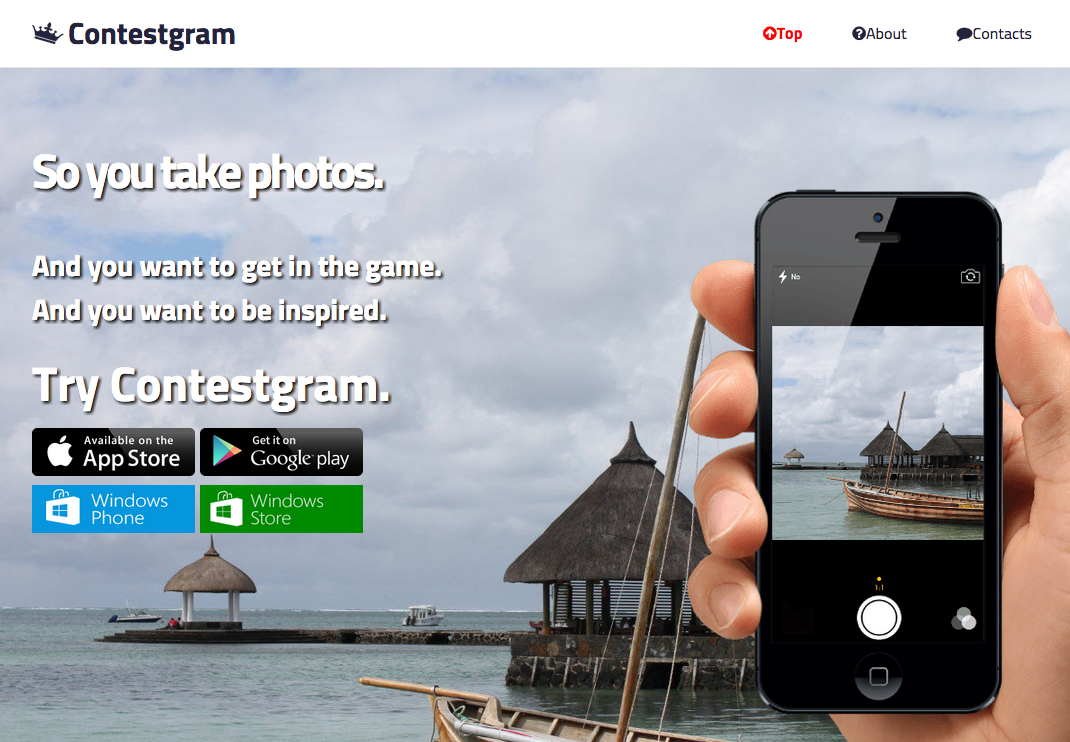 Contestgram
Top
About
Contacts
So you take photos.
And you want to get in the game.
And you want to be inspired.
Try Contestgram.
Available on the
App Store
Get it on
Google play
Windows
Phone
Windows
Store
No